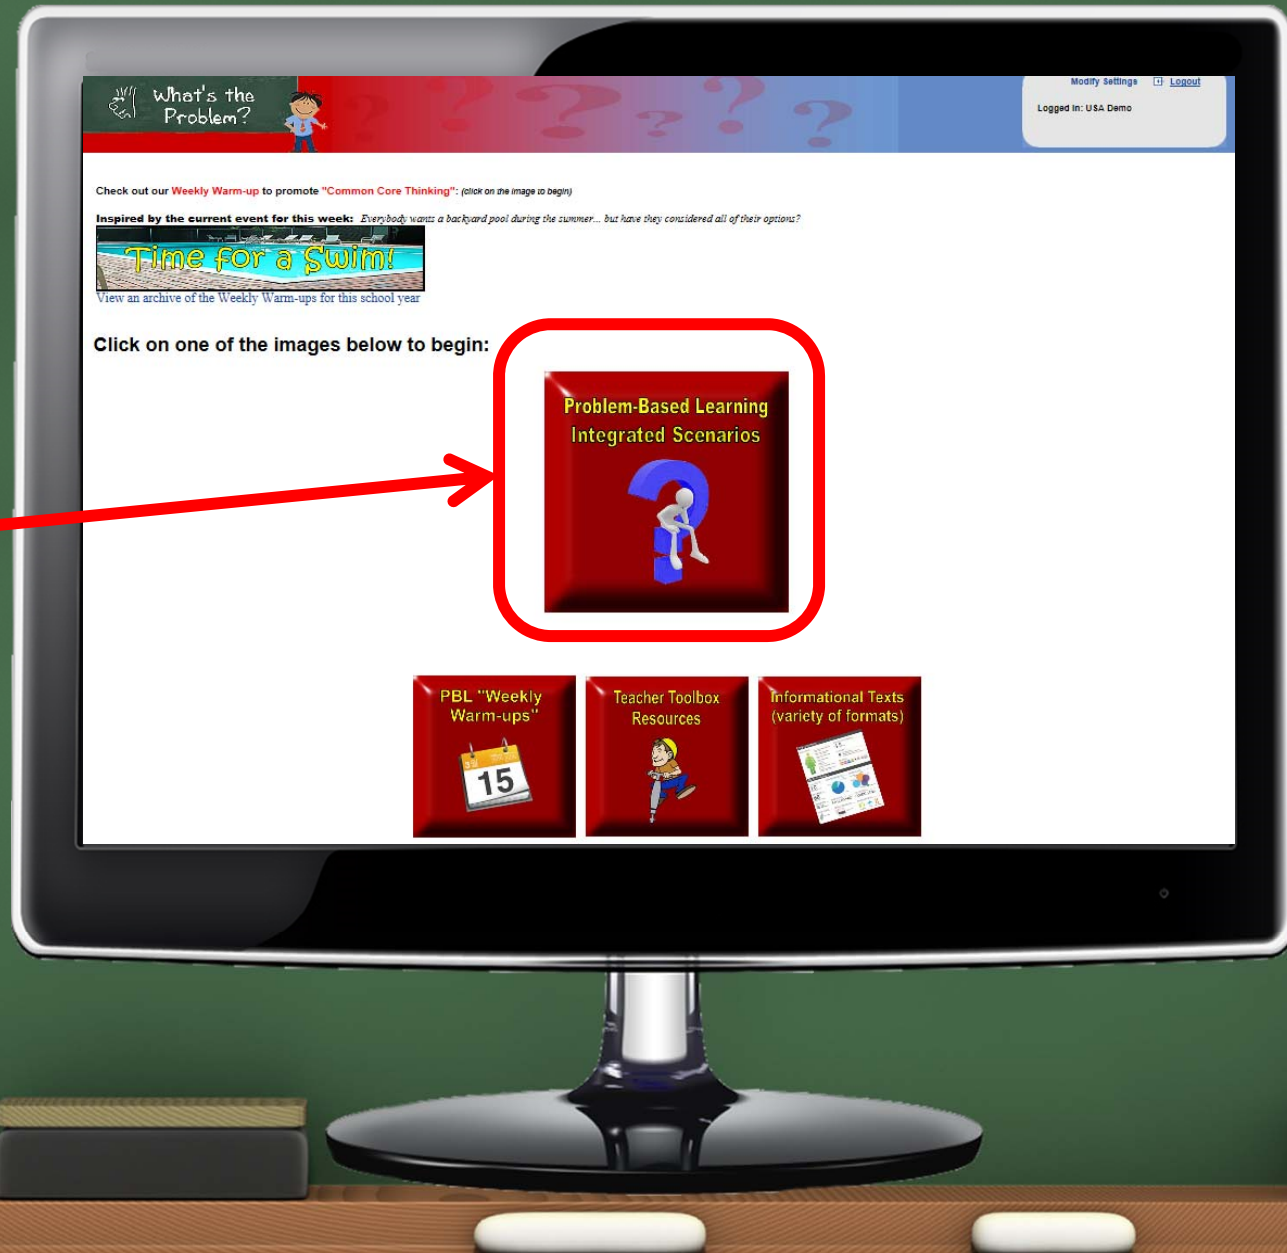 What's the
Problem?
Modify Settings Logout
Logged in: USA Demo
Check out our Weekly Warm-up to promote "Common Core Thinking": (click on the image to begin)
Inspired by the current event for this week: Everybody wants a backyard pool during the summer... but have they considered all of their options?
Time for a Swim!
View an archive of the Weekly Warm-ups for this school year
Click on one of the images below to begin:
Problem-Based Learning
Integrated Scenarios
PBL "Weekly
Warm-ups"
15
Teacher Toolbox
Resources
Informational Texts
(variety of formats)